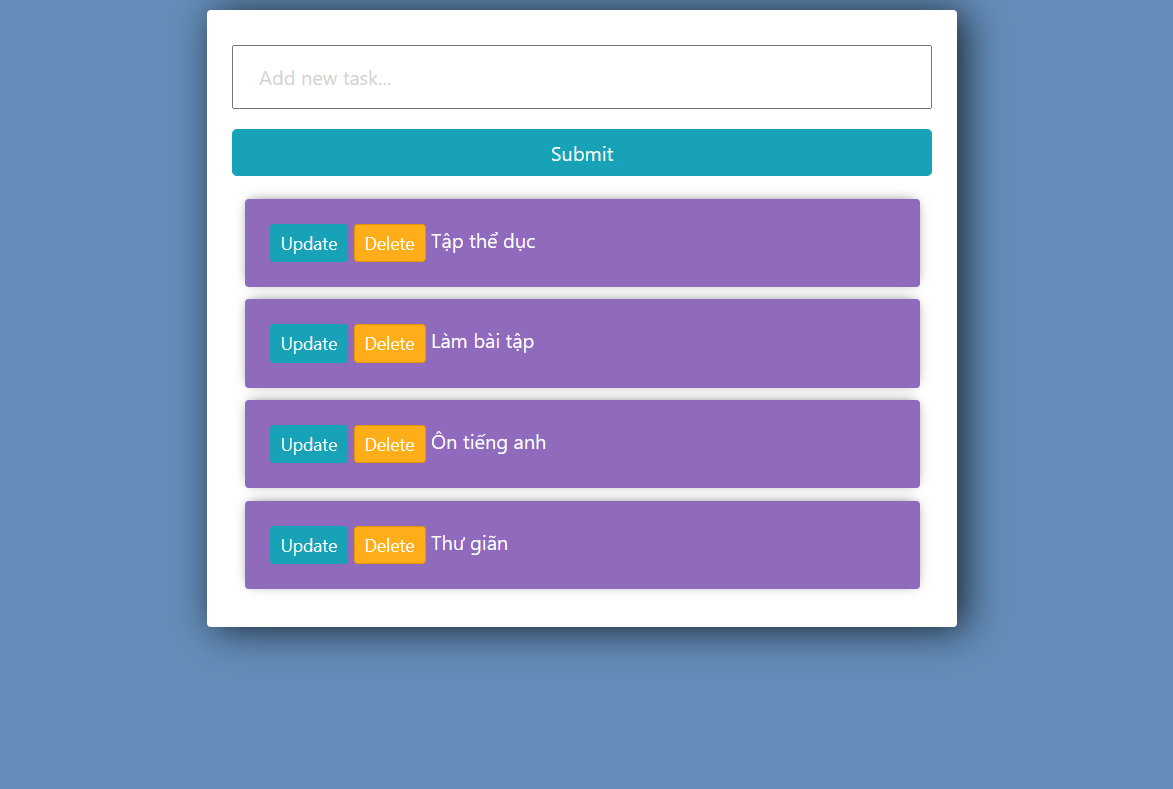 Add new task...
Submit
Update Delete Tập thể dục
Update Delete Làm bài tập
Update Delete Ôn tiếng anh
Update Delete Thư giãn